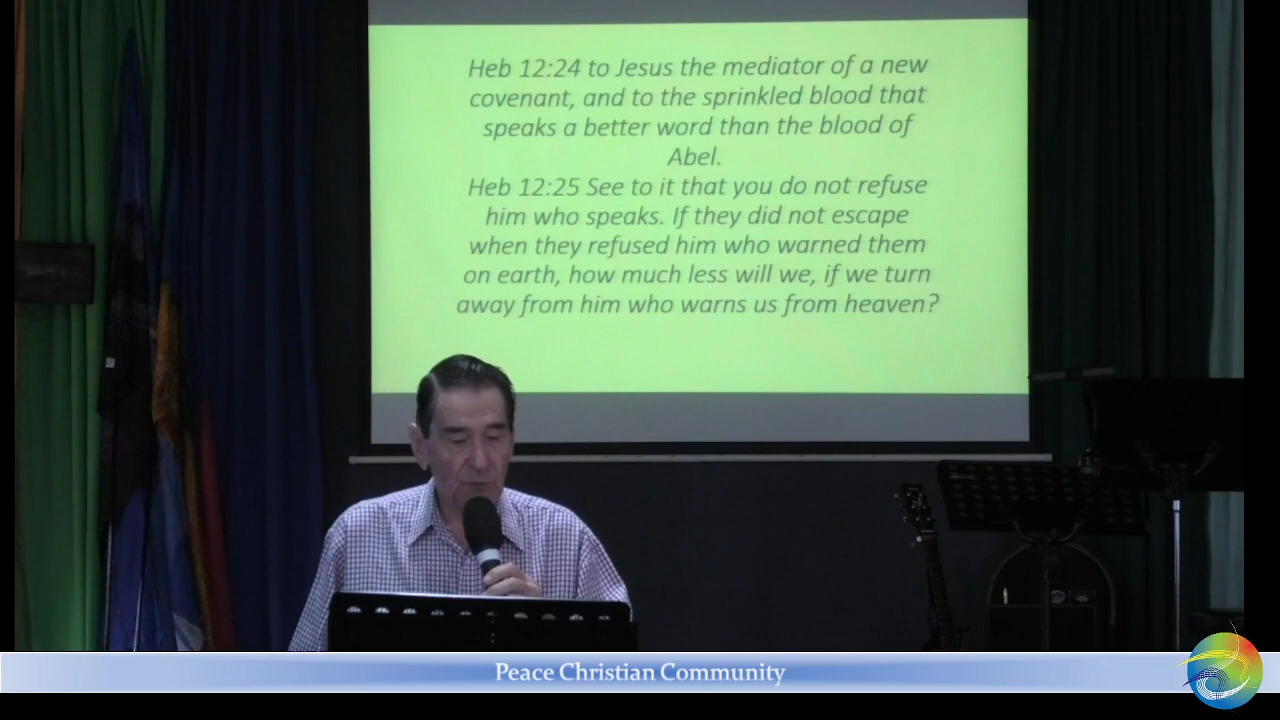 Heb 12:24 to Jesus the mediator of a new
covenant, and to the sprinkled blood that
speaks a better word than the blood of
Abel.
Heb 12:25 See to it that you do not refuse
him who speaks. If they did not escape
when they refused him who warned them
on earth, how much less will we, if we turn
away from him who warns us from heaven?
Peace Christian Community